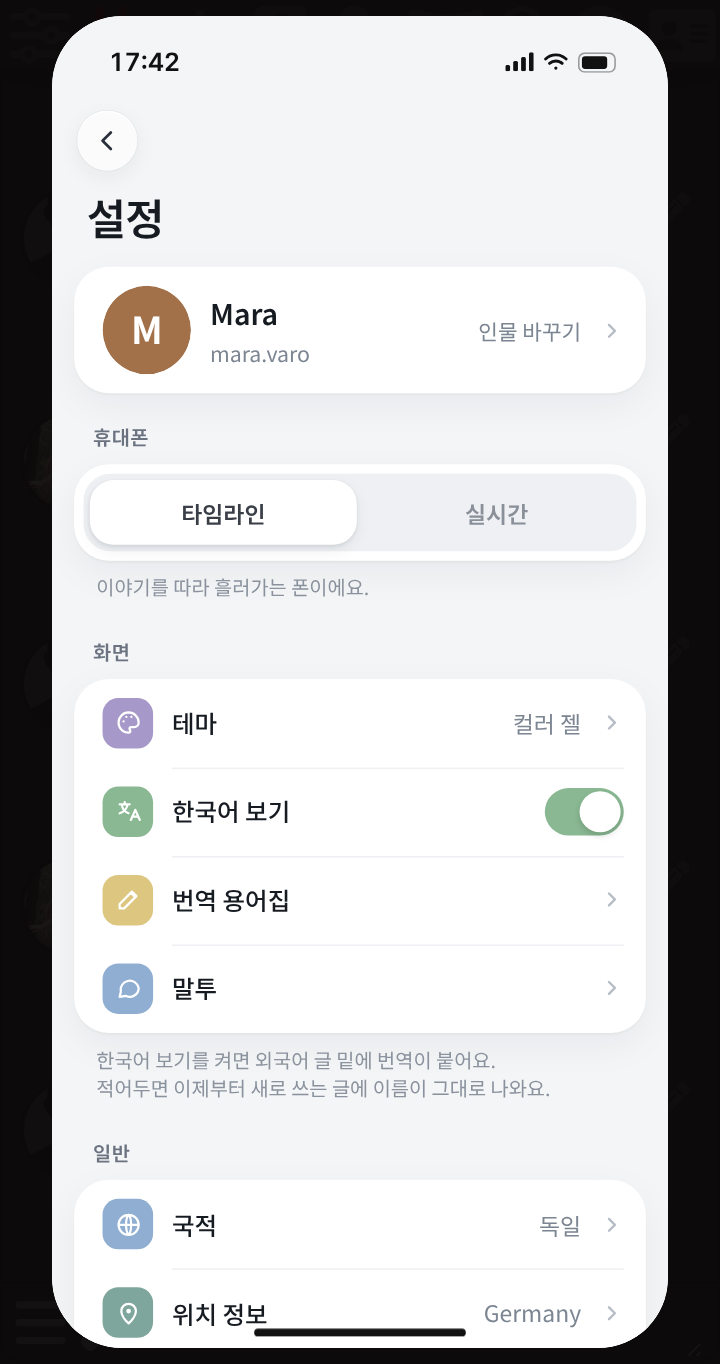 17:42
설정
M
Mara
mara.varo
인물 바꾸기
휴대폰
타임라인
실시간
이야기를 따라 흘러가는 폰이에요.
화면
테마
컬러 젤
한국어 보기
번역 용어집
말투
한국어 보기를 켜면 외국어 글 밑에 번역이 붙어요.
적어두면 이제부터 새로 쓰는 글에 이름이 그대로 나와요.
일반
국적
독일
위치 정보
Germany